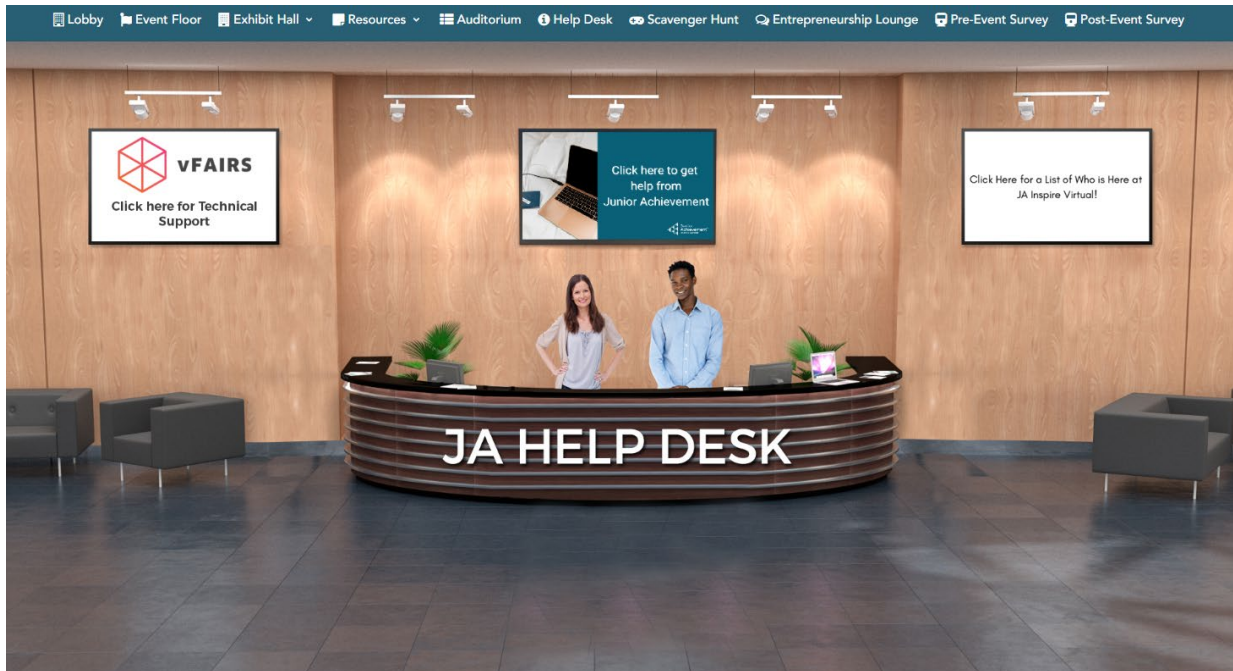 Lobby Event Floor Exhibit Hall Resources Auditorium Help Desk Scavenger Hunt Entrepreneurship Lounge Pre-Event Survey Post-Event Survey
vFAIRS
Click here for Technical
Support
Click here to get
help from
Junior Achievement
Junior
Achievement
Click Here for a List of Who is Here at
JA Inspire Virtual!
JA HELP DESK